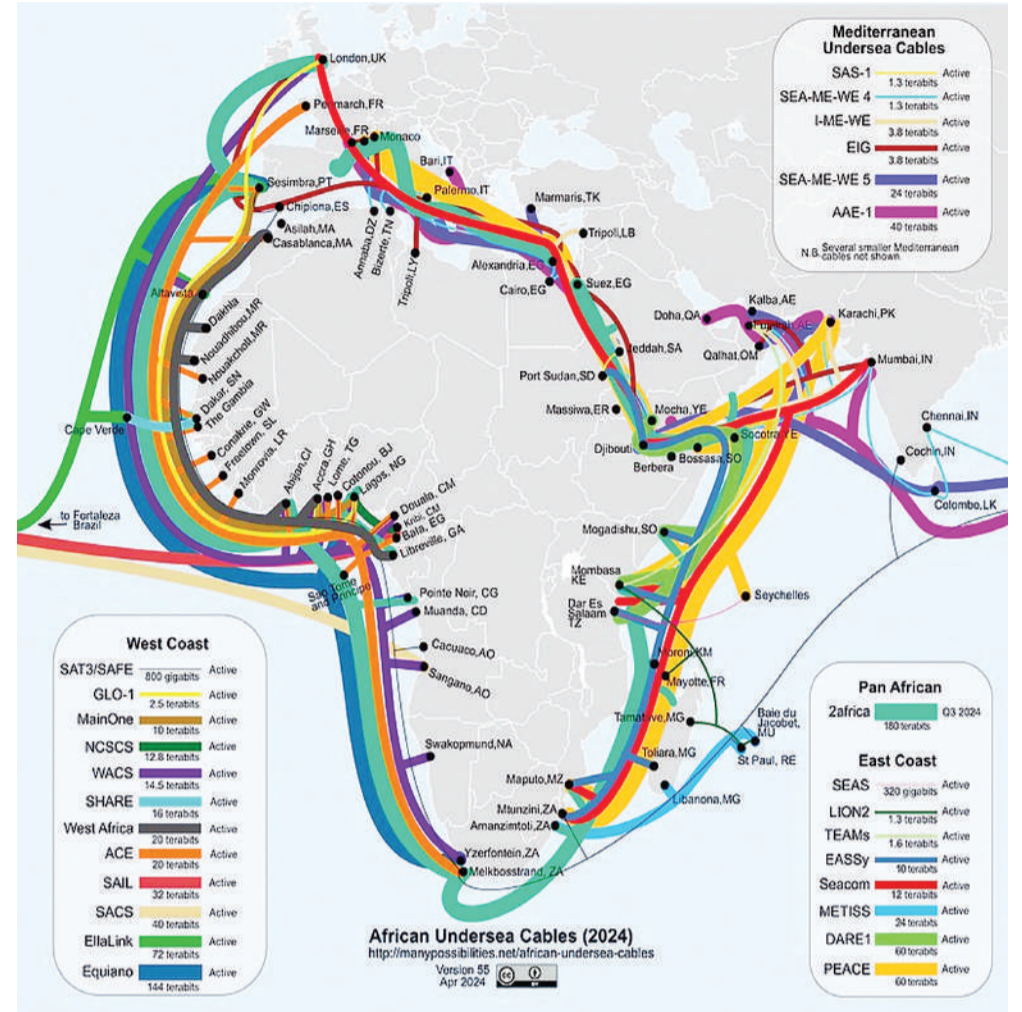 Mediterranean
Undersea Cables
SAS-1 Active
1.3 terabits
SEA-ME-WE 4 Active
1.3 terabits
I-ME-WE Active
3.8 terabits
EIG Active
3.8 terabits
SEA-ME-WE 5 Active
24 terabits
AAE-1 Active
40 terabits
N.B. Several smaller Mediterranean
cables not shown
London,UK
Penmarch,FR
Marseille,FR
Monaco
Bari,IT
Sesimbra,PT
Palermo,IT
Marmaris,TK
Chipiona,ES
Asilah,MA
Casablanca,MA
Annaba,DZ
Bizerte,TN
Tripoli,LY
Tripoli,LB
Alexandria,EG
Cairo,EG
Suez,EG
Altavista
Dakhla
Nouadhibou,MR
Nouakcholl,MR
Dakar, SN
The Gambia
Cape Verde
Conakrie, GW
Freetown, SL
Monrovia, LR
Abijan,CI
Accra,GH
Lome, TG
Cotonou, BJ
Lagos, NG
Douala, CM
Kribi, CM
Bata, EG
Libreville, GA
Doha,QA
Kalba,AE
Fujirah,AE
Karachi,PK
Qalhat,OM
Mumbai,IN
Jeddah,SA
Port Sudan,SD
Massiwa,ER
Mocha,YE
Djibouti
Berbera
Bossasa,SO
Socotra,YE
Chennai,IN
Cochin,IN
Colombo,LK
to Fortaleza
Brazil
Sao Tome
and Principe
Mogadishu,SO
Mombasa
KE
Dar Es
Salaam
TZ
Seychelles
Pointe Noir, CG
Muanda, CD
Cacuaco,AO
Sangano,AO
Moroni,KM
Mayotte,FR
Tamatave,MG
Baie du
Jacobet,
MU
St Paul, RE
Toliara,MG
Libanona,MG
Swakopmund,NA
Maputo,MZ
Mtunzini,ZA
Amanzimtoti,ZA
Yzerfontein,ZA
Melkbosstrand, ZA
West Coast
SAT3/SAFE Active
800 gigabits
GLO-1 Active
2.5 terabits
MainOne Active
10 terabits
NCSCS Active
12.8 terabits
WACS Active
14.5 terabits
SHARE Active
16 terabits
West Africa Active
20 terabits
ACE Active
20 terabits
SAIL Active
32 terabits
SACS Active
40 terabits
EllaLink Active
72 terabits
Equiano Active
144 terabits
Pan African
2africa Q3 2024
180 terabits
East Coast
SEAS Active
320 gigabits
LION2 Active
1.3 terabits
TEAMs Active
1.6 terabits
EASSy Active
10 terabits
Seacom Active
12 terabits
METISS Active
24 terabits
DARE1 Active
60 terabits
PEACE Active
60 terabits
African Undersea Cables (2024)
http://manypossibilities.net/african-undersea-cables
Version 55
Apr 2024
cc
BY